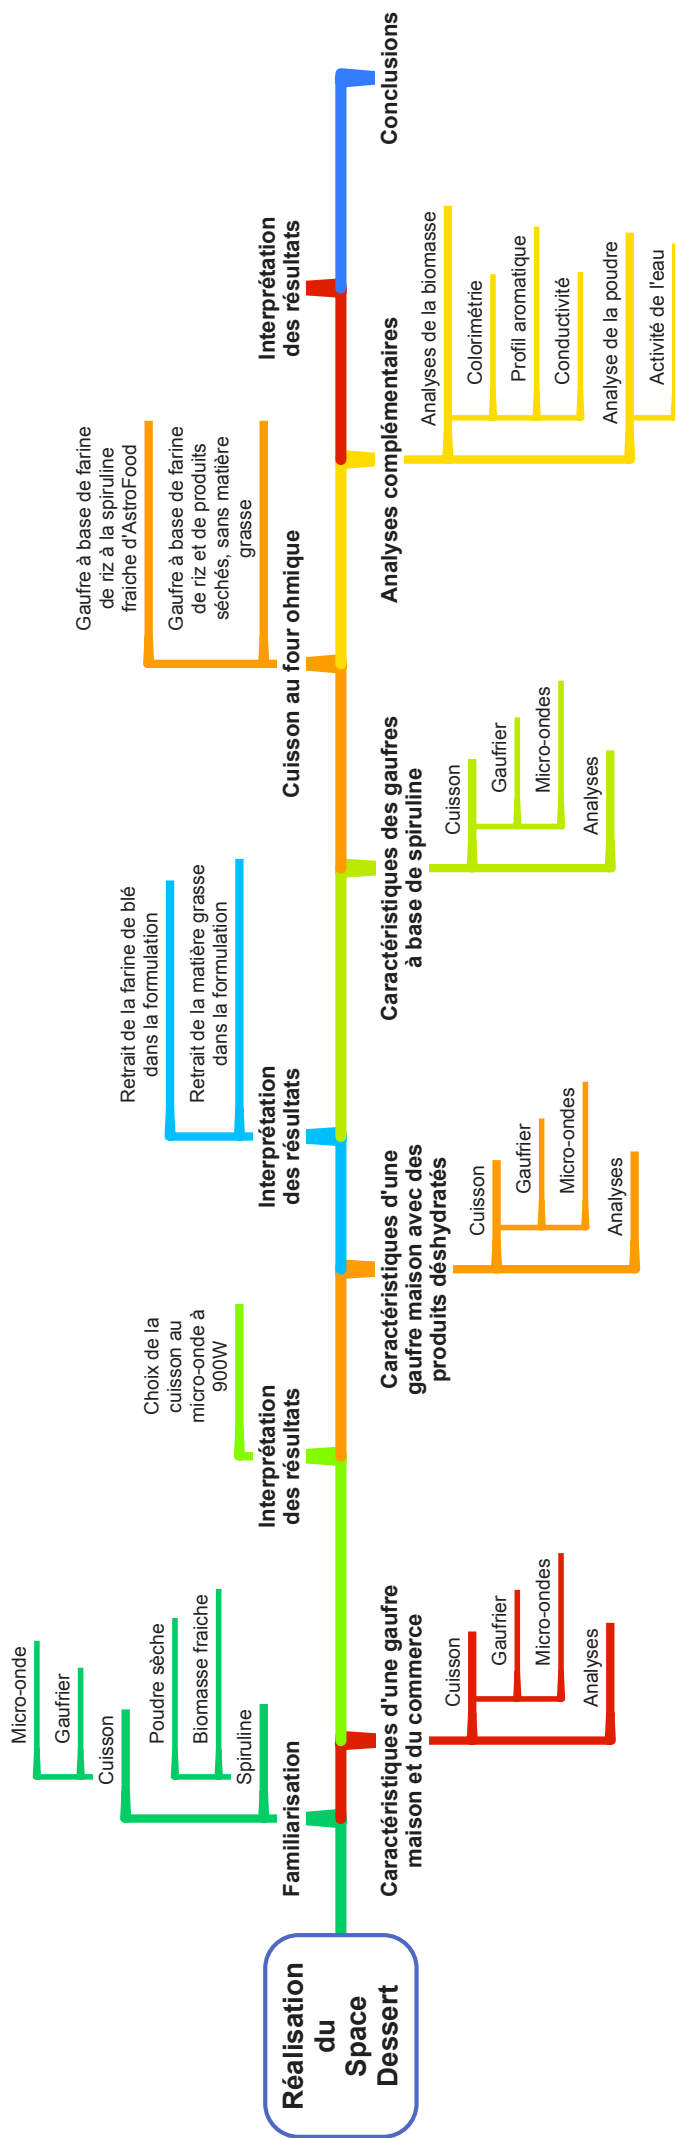 Réalisation
du
Space
Dessert
Familiarisation
Micro-onde
Gaufrier
Cuisson
Poudre sèche
Biomasse fraiche
Spiruline
Caractéristiques d'une gaufre
maison et du commerce
Cuisson
Gaufrier
Micro-ondes
Analyses
Choix de la
cuisson au
micro-onde à
900W
Interprétation
des résultats
Caractéristiques d'une
gaufre maison avec des
produits déshydratés
Cuisson
Gaufrier
Micro-ondes
Analyses
Retrait de la farine de blé
dans la formulation
Retrait de la matière grasse
dans la formulation
Interprétation
des résultats
Caractéristiques des gaufres
à base de spiruline
Cuisson
Gaufrier
Micro-ondes
Analyses
Gaufre à base de farine
de riz à la spiruline
fraiche d'AstroFood
Gaufre à base de farine
de riz et de produits
séchés, sans matière
grasse
Cuisson au four ohmique
Analyses complémentaires
Analyses de la biomasse
Colorimétrie
Profil aromatique
Conductivité
Analyse de la poudre
Activité de l'eau
Interprétation
des résultats
Conclusions